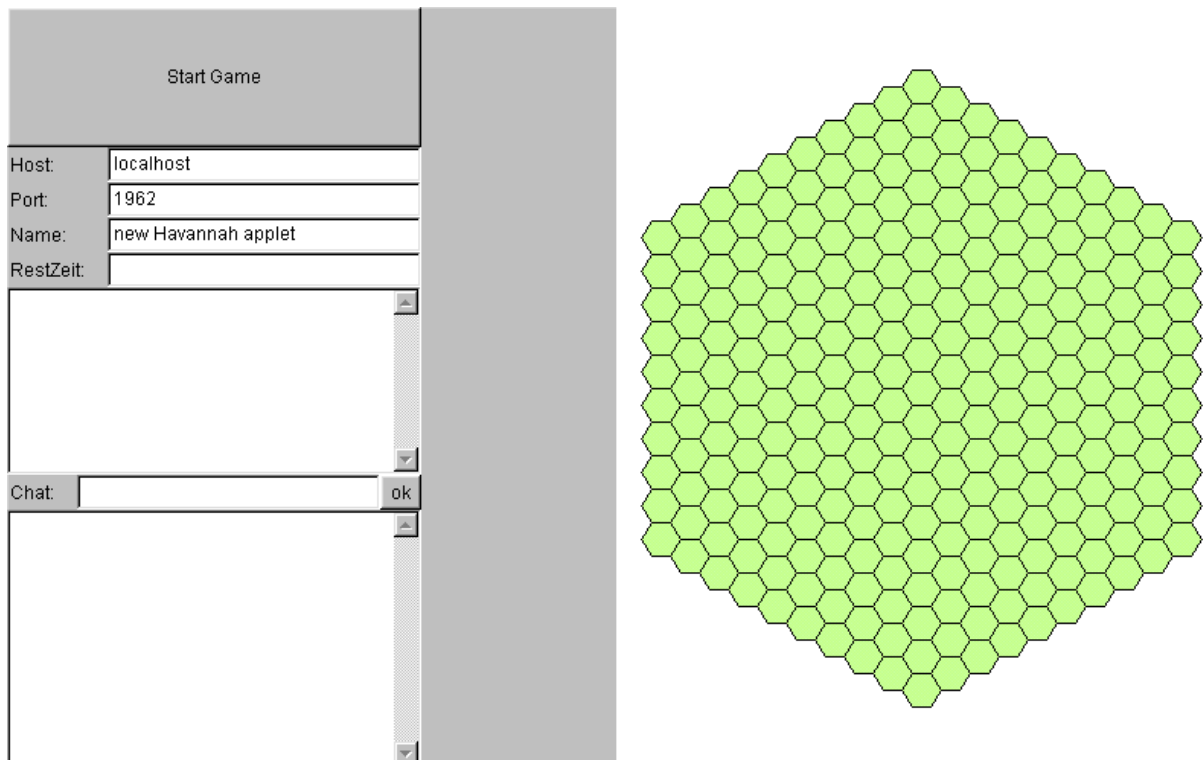 Start Game
Host: localhost
Port: 1962
Name: new Havannah applet
RestZeit:
Chat: ok